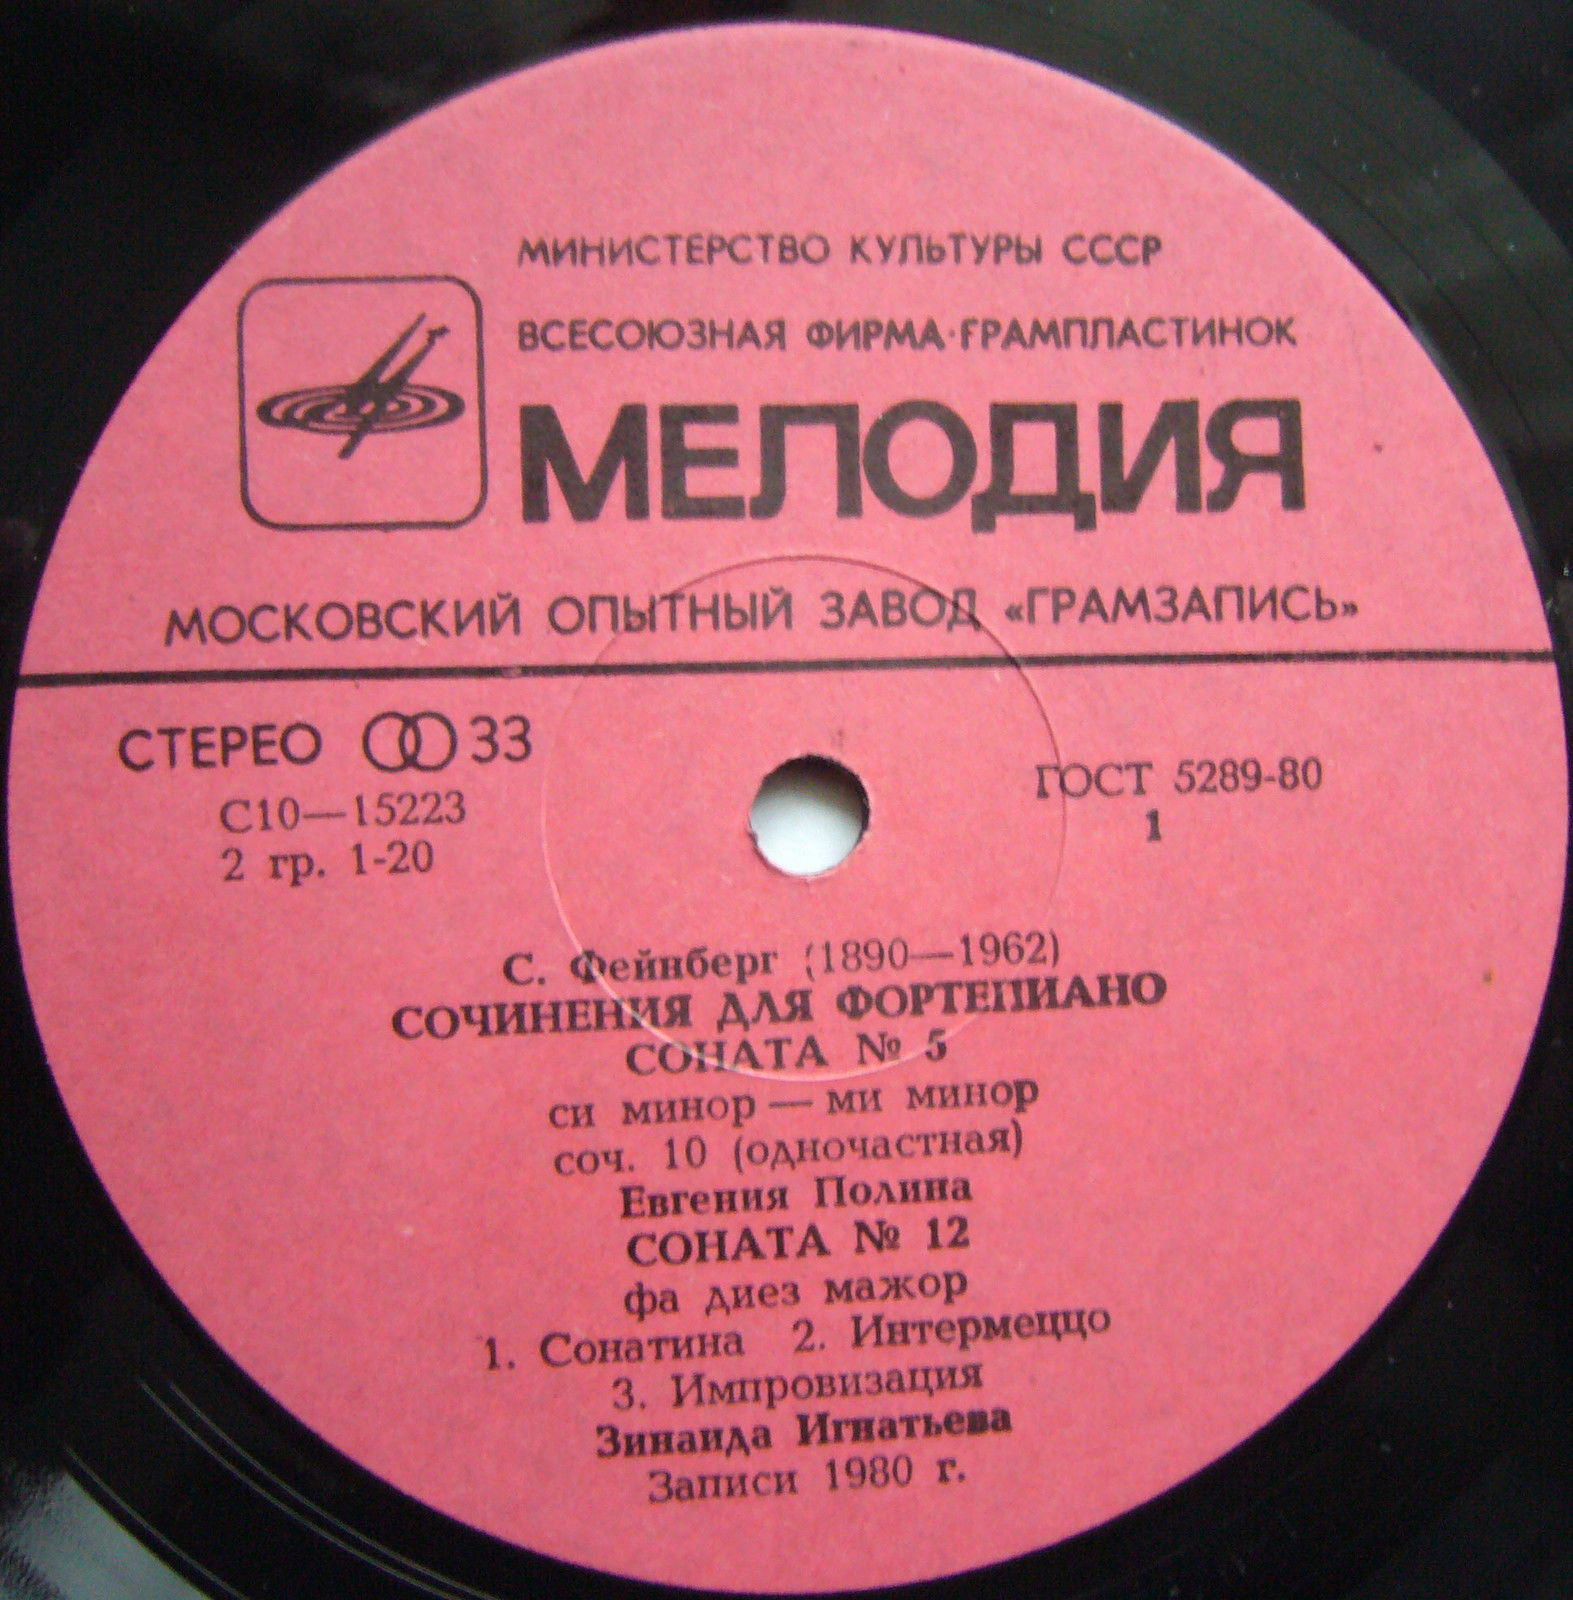 МИНИСТЕРСТВО КУЛЬТУРЫ СССР
ВСЕСОЮЗНАЯ ФИРМА·ГРАМПЛАСТИНОК
МЕЛОДИЯ
МОСКОВСКИЙ ОПЫТНЫЙ ЗАВОД «ГРАМЗАПИСЬ»
СТЕРЕО 33
С10—15223
2 гр. 1-20
ГОСТ 5289-80
1
С. Фейнберг (1890—1962)
СОЧИНЕНИЯ ДЛЯ ФОРТЕПИАНО
СОНАТА № 5
си минор — ми минор
соч. 10 (одночастная)
Евгения Полина
СОНАТА № 12
фа диез мажор
1. Сонатина 2. Интермеццо
3. Импровизация
Зинаида Игнатьева
Записи 1980 г.